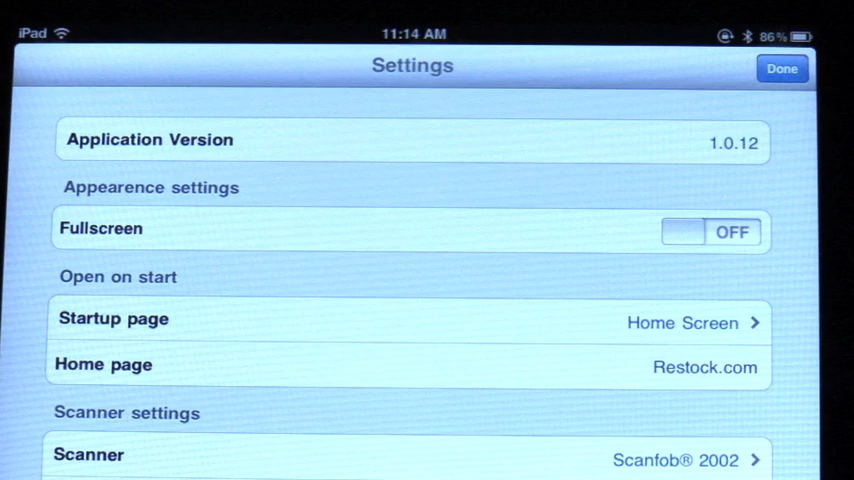 iPad 11:14 AM 86%
Settings Done
Application Version 1.0.12
Appearence settings
Fullscreen OFF
Open on start
Startup page Home Screen
Home page Restock.com
Scanner settings
Scanner Scanfob® 2002